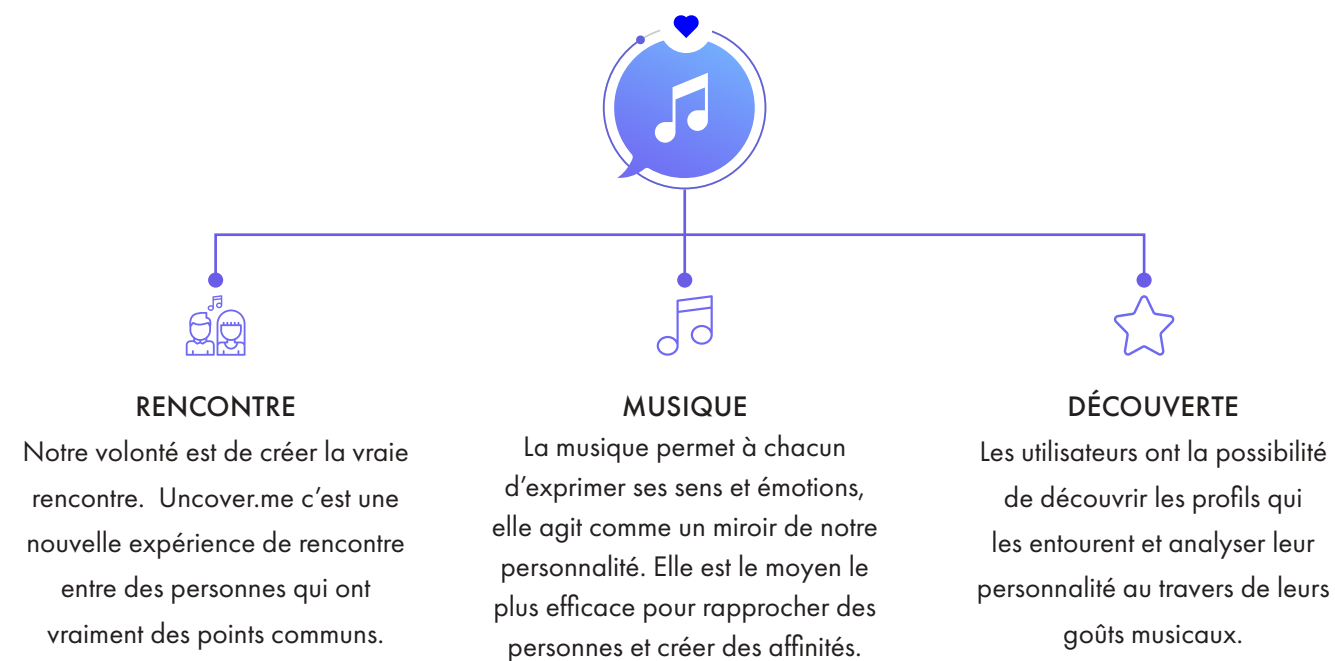 RENCONTRE
Notre volonté est de créer la vraie
rencontre.  Uncover.me c’est une
nouvelle expérience de rencontre
entre des personnes qui ont
vraiment des points communs.
MUSIQUE
La musique permet à chacun
d’exprimer ses sens et émotions,
elle agit comme un miroir de notre
personnalité. Elle est le moyen le
plus efficace pour rapprocher des
personnes et créer des affinités.
DÉCOUVERTE
Les utilisateurs ont la possibilité
de découvrir les profils qui
les entourent et analyser leur
personnalité au travers de leurs
goûts musicaux.